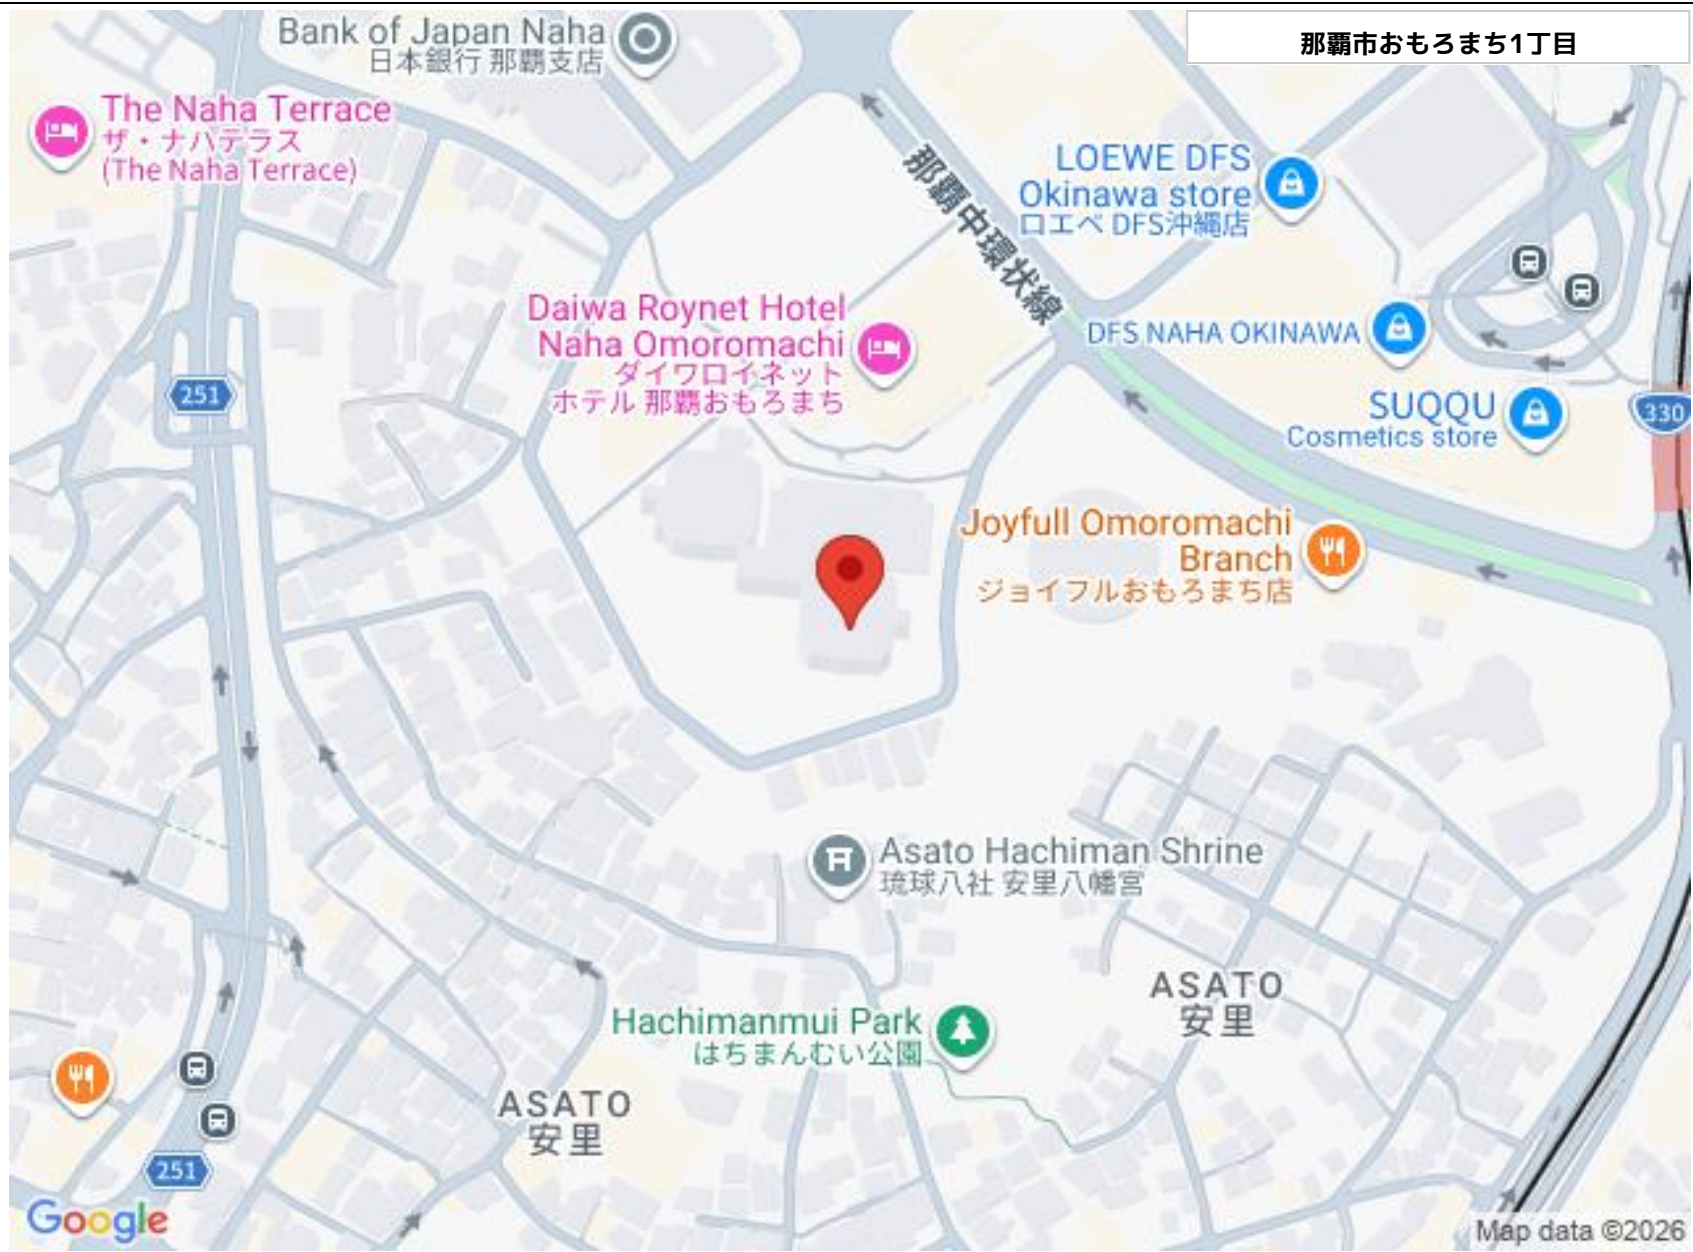 那覇市おもろまち1丁目
Bank of Japan Naha
日本銀行 那覇支店
The Naha Terrace
ザ・ナハテラス
(The Naha Terrace)
那覇中環状線
LOEWE DFS
Okinawa store
ロエベ DFS沖縄店
Daiwa Roynet Hotel
Naha Omoromachi
ダイワロイネット
ホテル 那覇おもろまち
DFS NAHA OKINAWA
251
SUQQU
Cosmetics store
330
Joyfull Omoromachi
Branch
ジョイフルおもろまち店
Asato Hachiman Shrine
琉球八社 安里八幡宮
ASATO
安里
Hachimanmui Park
はちまんむい公園
ASATO
安里
251
Google
Map data ©2026